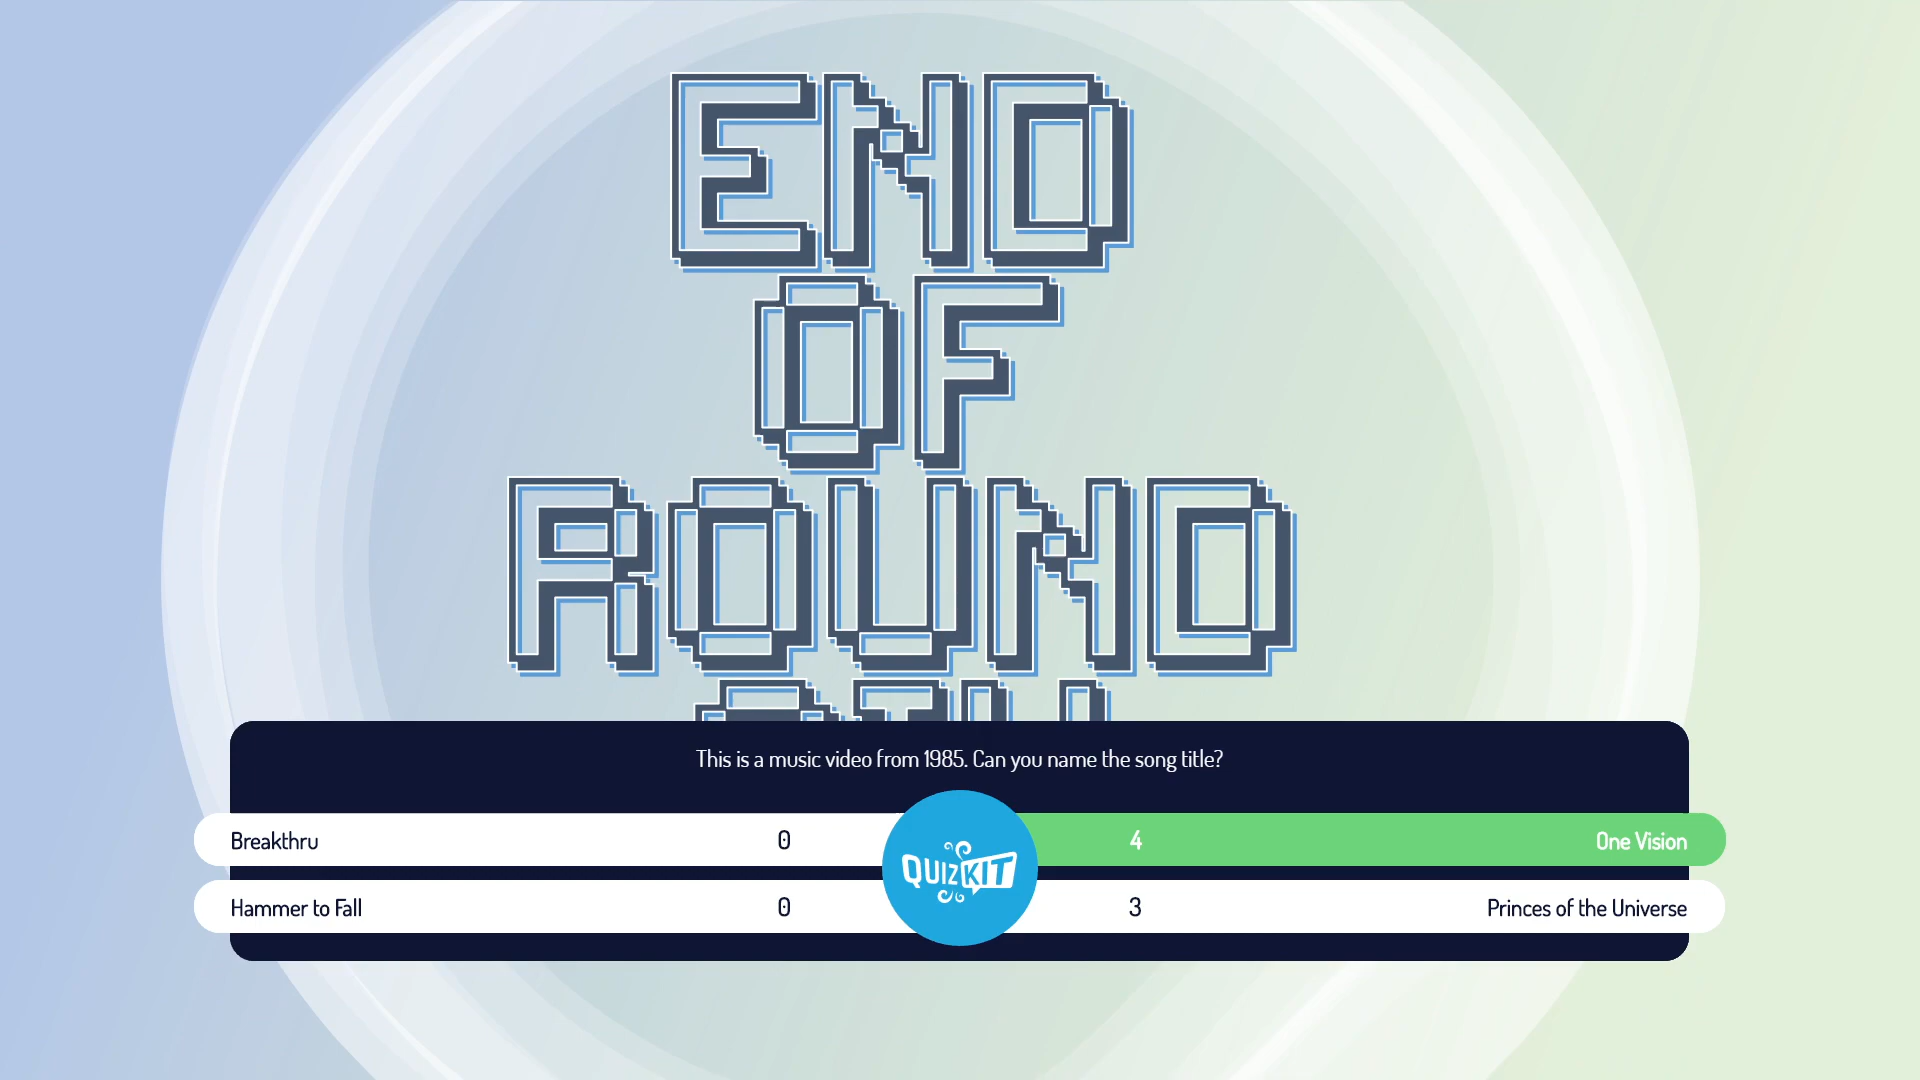 END
OF
ROUND
This is a music video from 1985. Can you name the song title?
Breakthru 0
4 One Vision
Hammer to Fall 0
3 Princes of the Universe
QUIZKIT